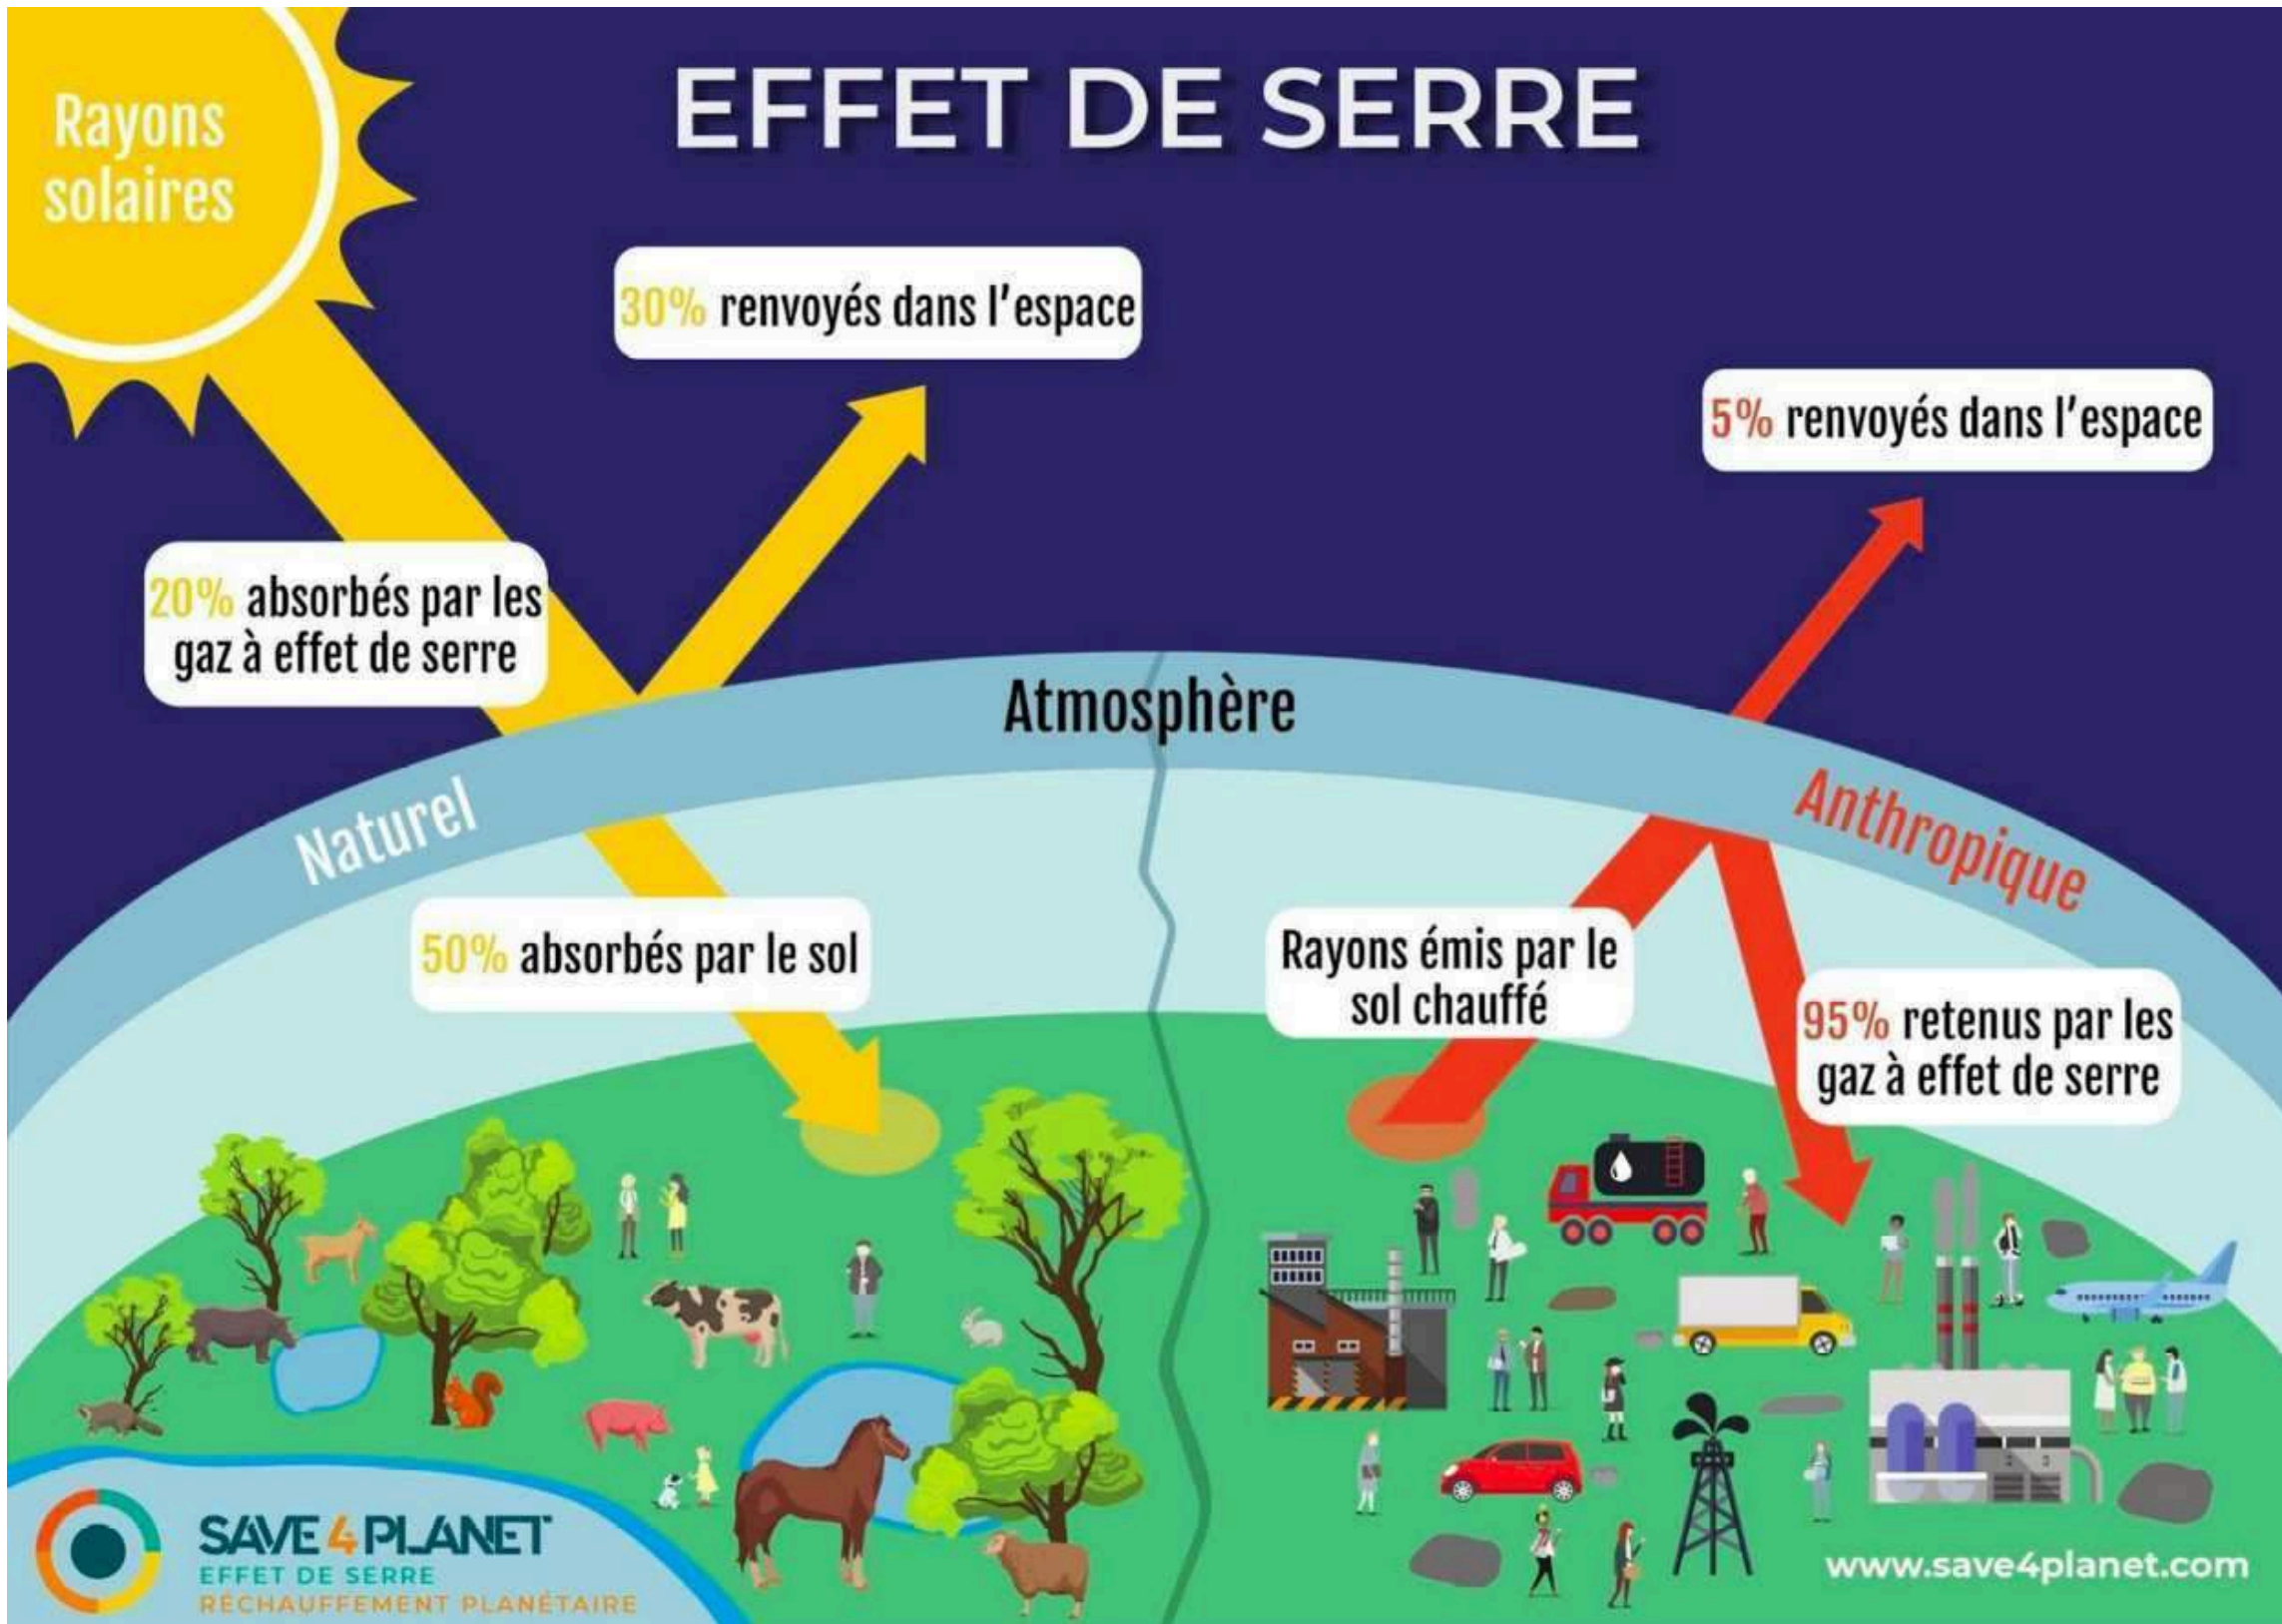 EFFET DE SERRE
Rayons
solaires
30% renvoyés dans l'espace
5% renvoyés dans l'espace
20% absorbés par les
gaz à effet de serre
Atmosphère
Naturel
Anthropique
50% absorbés par le sol
Rayons émis par le
sol chauffé
95% retenus par les
gaz à effet de serre
SAVE 4 PLANET
EFFET DE SERRE
RÉCHAUFFEMENT PLANÉTAIRE
www.save4planet.com